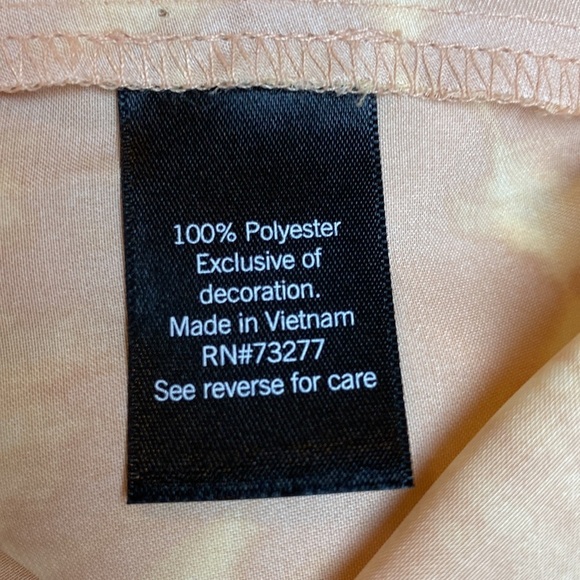 100% Polyester
Exclusive of
decoration.
Made in Vietnam
RN#73277
See reverse for care